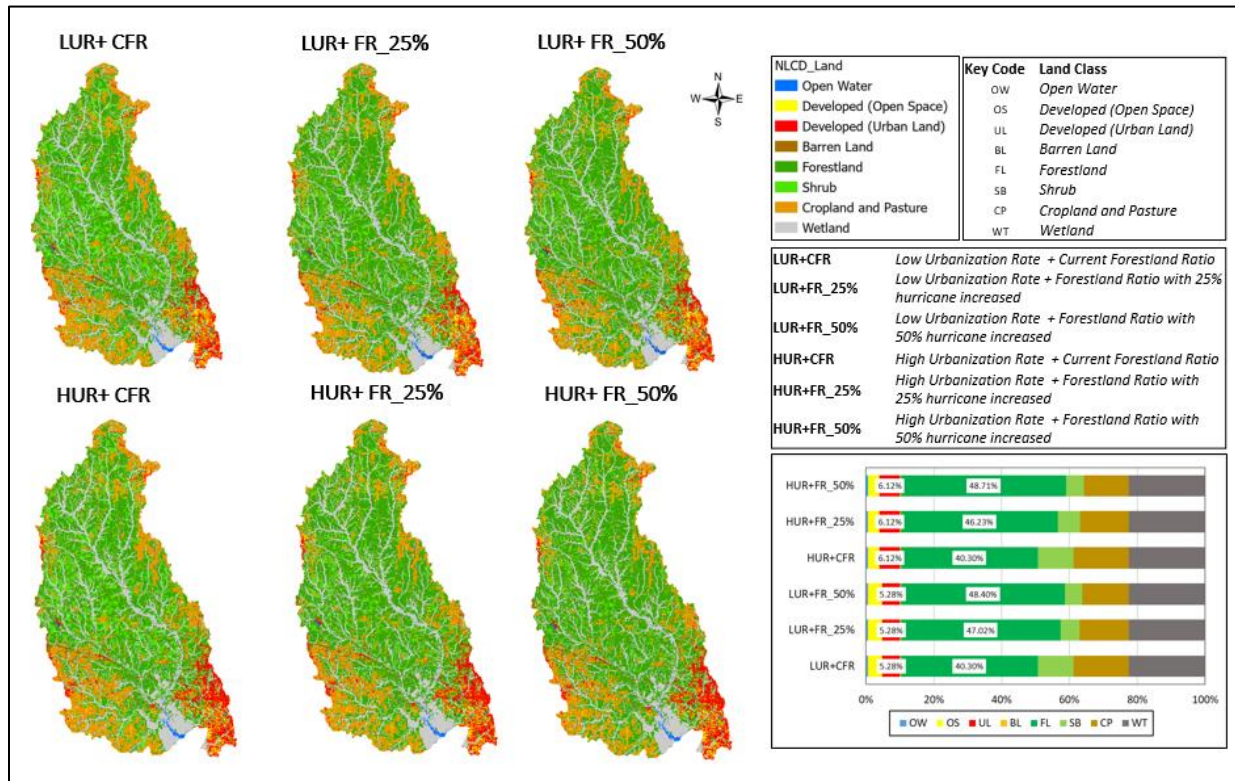 LUR+ CFR
LUR+ FR_25%
LUR+ FR_50%
HUR+ CFR
HUR+ FR_25%
HUR+ FR_50%
N
W E
S
NLCD_Land
Open Water
Developed (Open Space)
Developed (Urban Land)
Barren Land
Forestland
Shrub
Cropland and Pasture
Wetland
Key Code Land Class
OW Open Water
OS Developed (Open Space)
UL Developed (Urban Land)
BL Barren Land
FL Forestland
SB Shrub
CP Cropland and Pasture
WT Wetland
LUR+CFR Low Urbanization Rate + Current Forestland Ratio
LUR+FR_25% Low Urbanization Rate + Forestland Ratio with 25%
hurricane increased
LUR+FR_50% Low Urbanization Rate + Forestland Ratio with
50% hurricane increased
HUR+CFR High Urbanization Rate + Current Forestland Ratio
HUR+FR_25% High Urbanization Rate + Forestland Ratio with
25% hurricane increased
HUR+FR_50% High Urbanization Rate + Forestland Ratio with
50% hurricane increased
HUR+FR_50% 6.12% 48.71%
HUR+FR_25% 6.12% 46.23%
HUR+CFR 6.12% 40.30%
LUR+FR_50% 5.28% 48.40%
LUR+FR_25% 5.28% 47.02%
LUR+CFR 5.28% 40.30%
0% 20% 40% 60% 80% 100%
OW OS UL BL FL SB CP WT